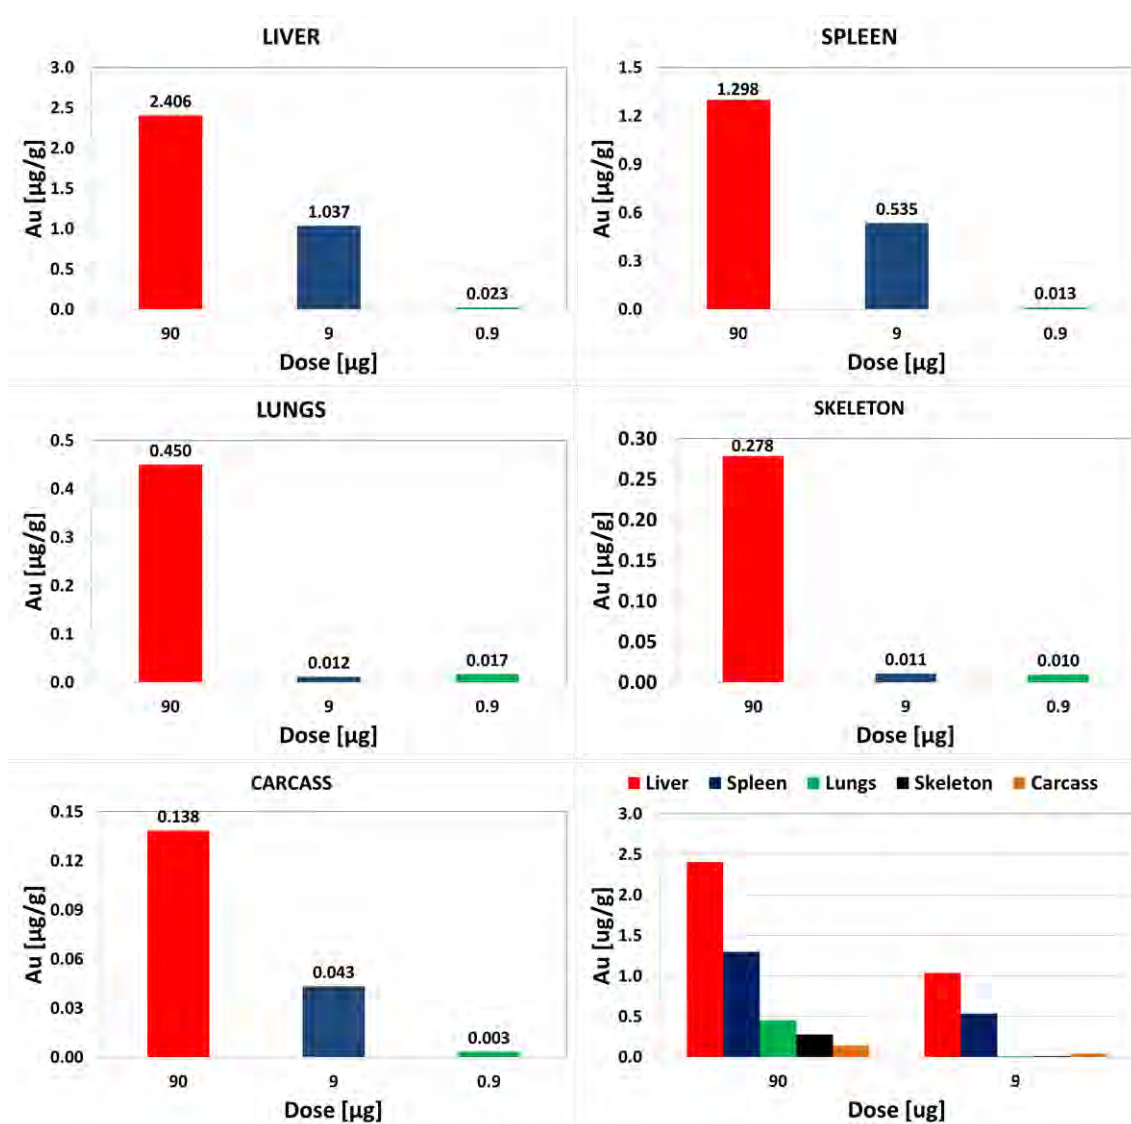 LIVER
3.0
2.5
2.0
1.5
1.0
0.5
0.0
Au [µg/g]
2.406
1.037
0.023
90 9 0.9
Dose [µg]
SPLEEN
1.5
1.2
0.9
0.6
0.3
0.0
Au [µg/g]
1.298
0.535
0.013
90 9 0.9
Dose [µg]
LUNGS
0.5
0.4
0.3
0.2
0.1
0.0
Au [µg/g]
0.450
0.012
0.017
90 9 0.9
Dose [µg]
SKELETON
0.30
0.25
0.20
0.15
0.10
0.05
0.00
Au [µg/g]
0.278
0.011
0.010
90 9 0.9
Dose [µg]
CARCASS
0.15
0.12
0.09
0.06
0.03
0.00
Au [µg/g]
0.138
0.043
0.003
90 9 0.9
Dose [µg]
Liver Spleen Lungs Skeleton Carcass
3.0
2.5
2.0
1.5
1.0
0.5
0.0
Au [ug/g]
90 9
Dose [ug]